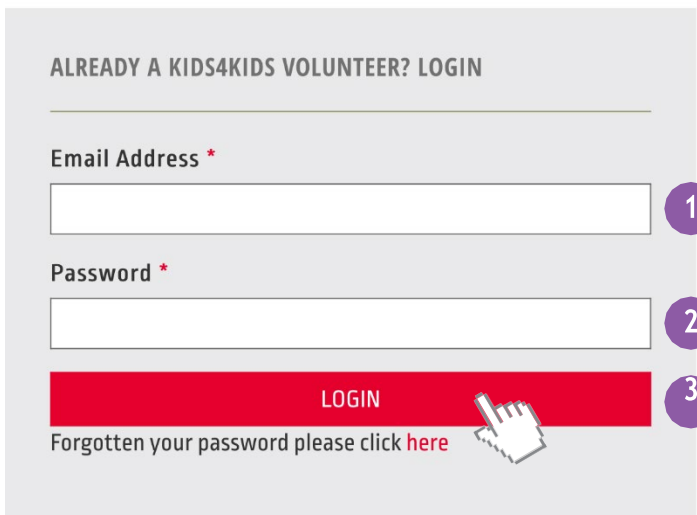 ALREADY A KIDS4KIDS VOLUNTEER? LOGIN
Email Address *
1
Password *
2
LOGIN
3
Forgotten your password please click here